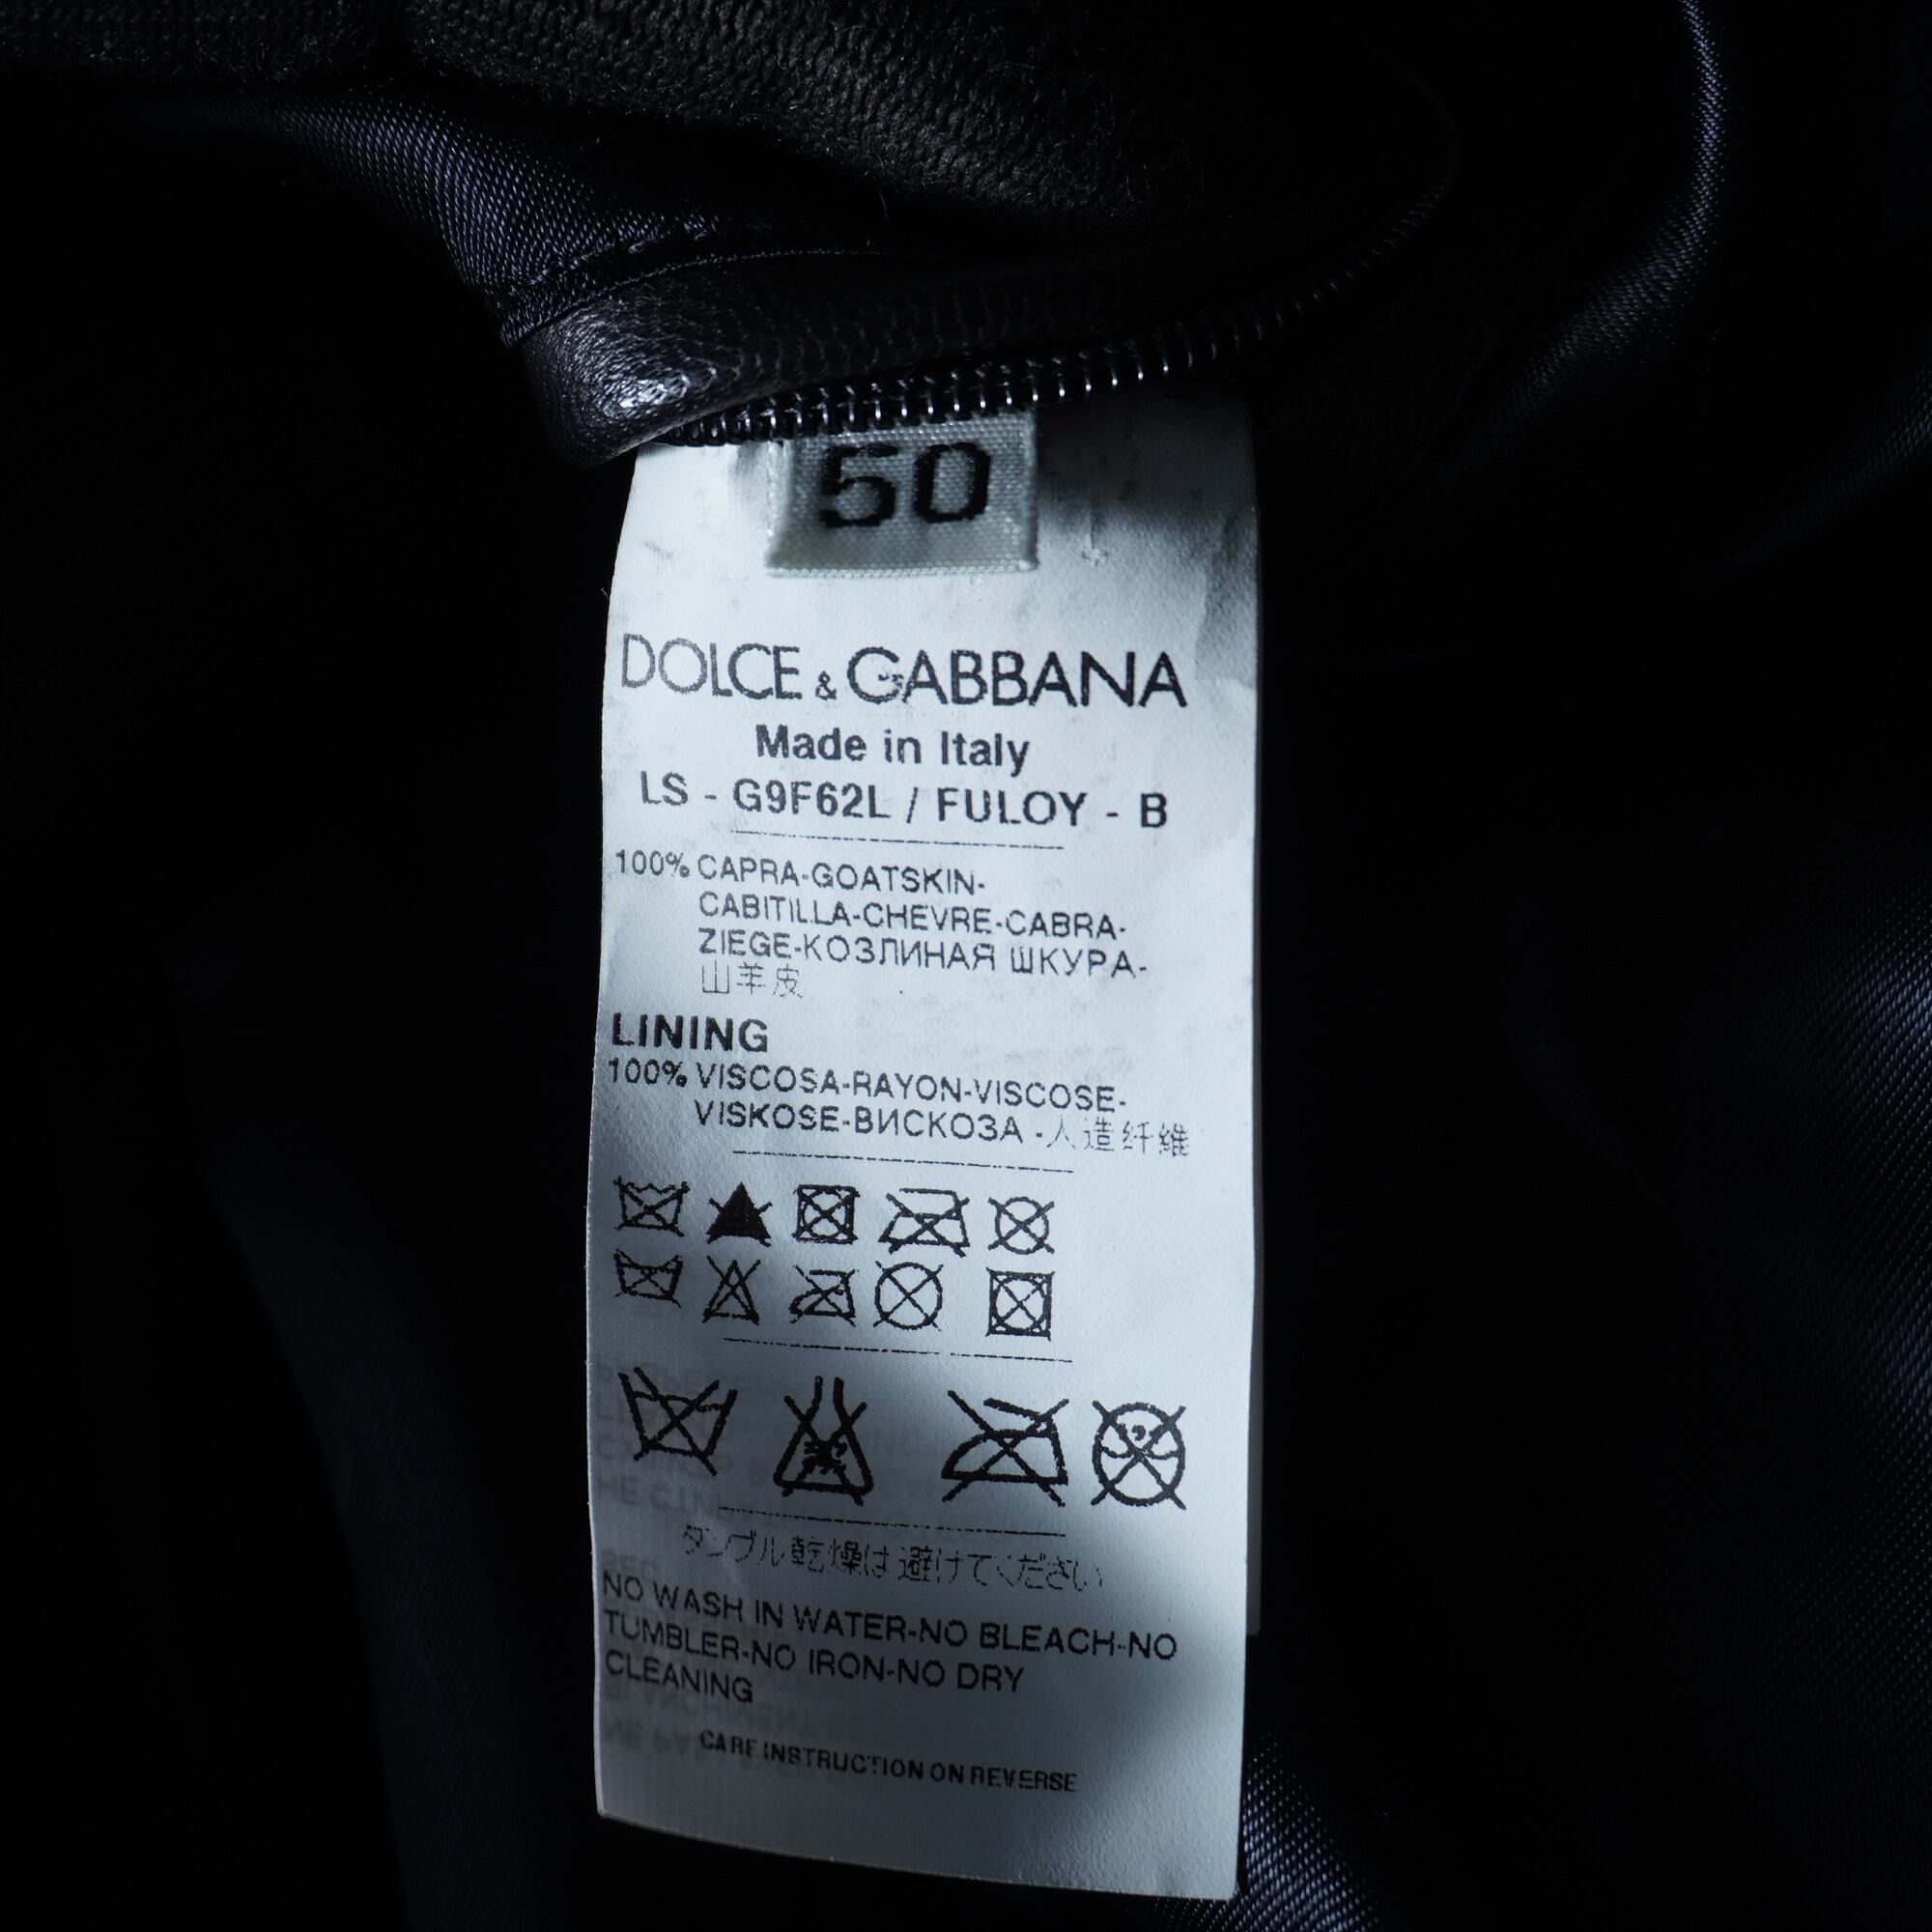 50
DOLCE & GABBANA
Made in Italy
LS - G9F62L / FULOY - B
100% CAPRA-GOATSKIN-
CABITILLA-CHEVRE-CABRA-
ZIEGE-КОЗЛИНАЯ ШКУРА-
山羊皮
LINING
100% VISCOSA-RAYON-VISCOSE-
VISKOSE-ВИСКОЗА -人造纤維
タンブル乾燥は避けてください
NO WASH IN WATER-NO BLEACH-NO
TUMBLER-NO IRON-NO DRY
CLEANING
CARE INSTRUCTION ON REVERSE